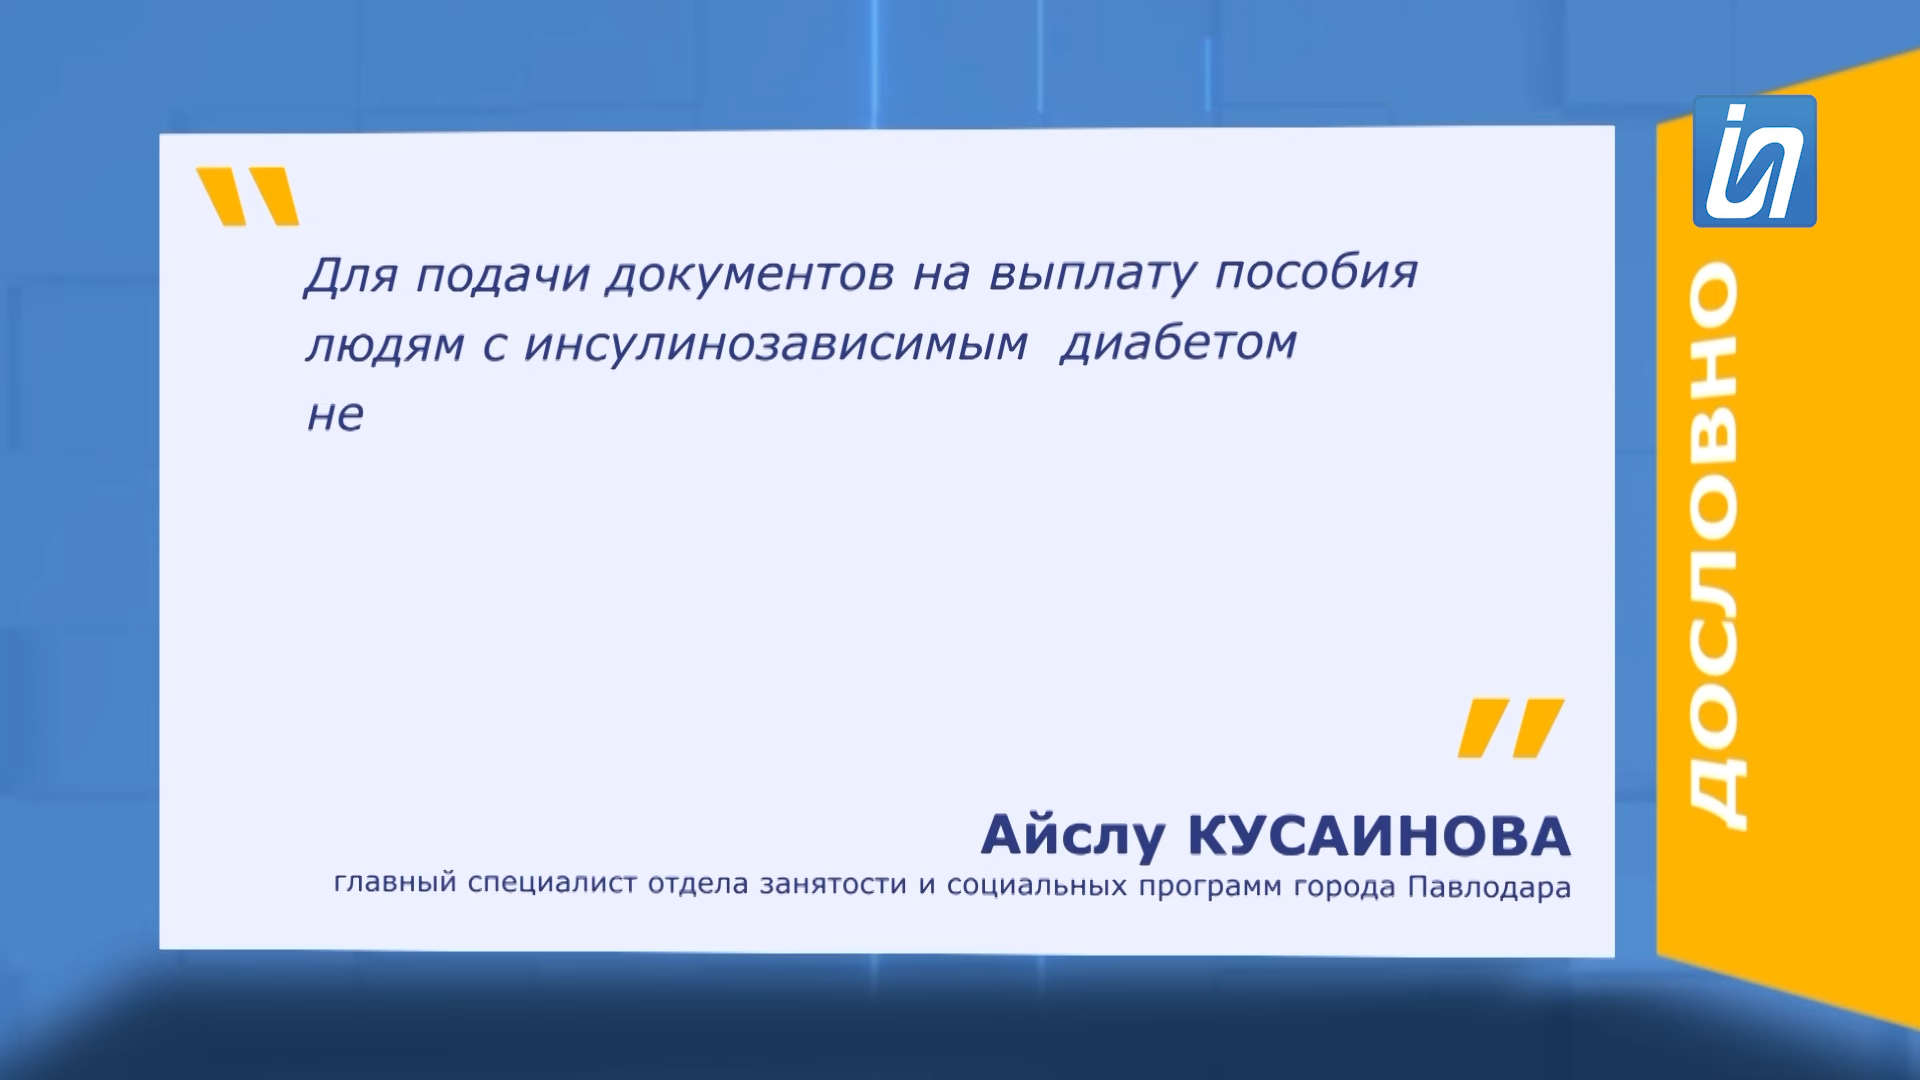 Для подачи документов на выплату пособия
людям с инсулинозависимым диабетом
не
Айслу КУСАИНОВА
главный специалист отдела занятости и социальных программ города Павлодара
ДОСЛОВНО